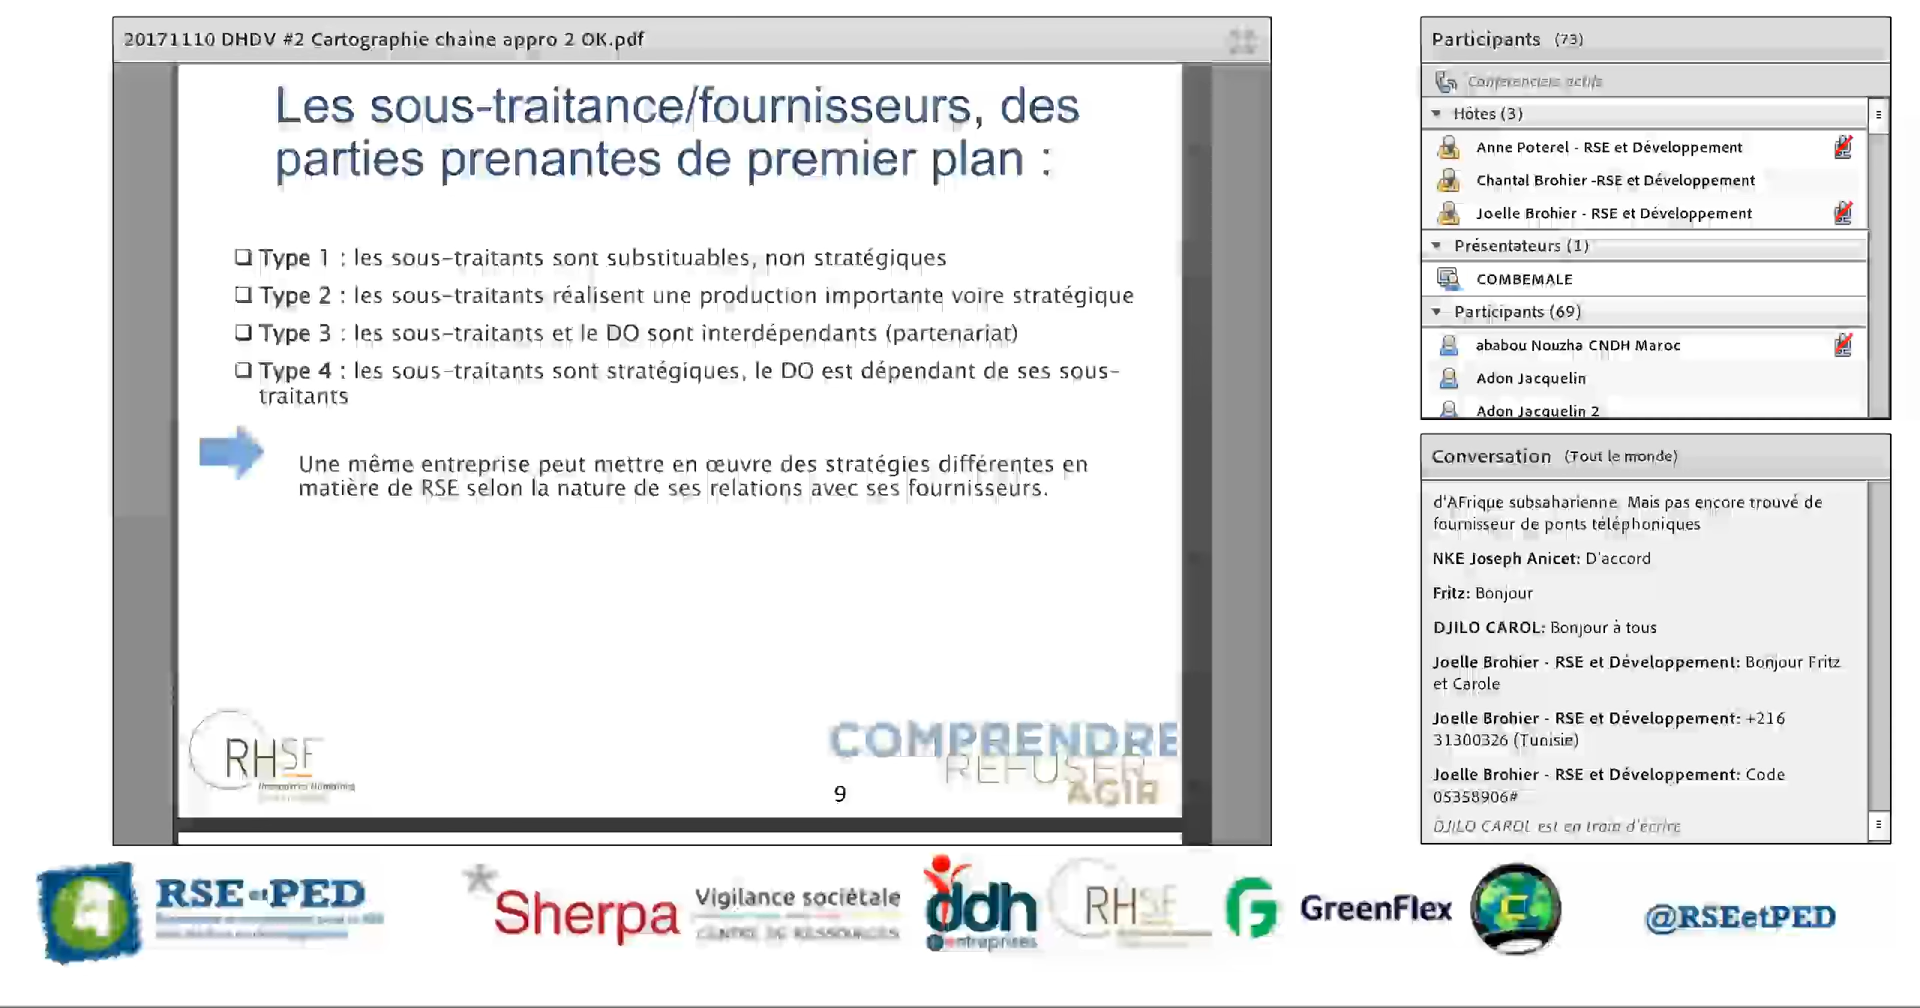 20171110 DHDV #2 Cartographie chaine appro 2 OK.pdf
Les sous-traitance/fournisseurs, des
parties prenantes de premier plan :
Type 1 : les sous-traitants sont substituables, non stratégiques
Type 2 : les sous-traitants réalisent une production importante voire stratégique
Type 3 : les sous-traitants et le DO sont interdépendants (partenariat)
Type 4 : les sous-traitants sont stratégiques, le DO est dépendant de ses sous-
traitants
Une même entreprise peut mettre en œuvre des stratégies différentes en
matière de RSE selon la nature de ses relations avec ses fournisseurs.
RHSF
COMPRENDRE
REFUSER
AGIR
9
Participants (73)
Conférenciers actifs
Hôtes (3)
Anne Poterel - RSE et Développement
Chantal Brohier -RSE et Développement
Joelle Brohier - RSE et Développement
Présentateurs (1)
COMBEMALE
Participants (69)
ababou Nouzha CNDH Maroc
Adon Jacquelin
Adon Jacquelin 2
Conversation (Tout le monde)
d'AFrique subsaharienne. Mais pas encore trouvé de
fournisseur de ponts téléphoniques
NKE Joseph Anicet: D'accord
Fritz: Bonjour
DJILO CAROL: Bonjour à tous
Joelle Brohier - RSE et Développement: Bonjour Fritz
et Carole
Joelle Brohier - RSE et Développement: +216
31300326 (Tunisie)
Joelle Brohier - RSE et Développement: Code
05358906#
DJILO CAROL est en train d'écrire
RSE et PED
Sherpa
Vigilance sociétale
CENTRE DE RESSOURCES
ddh
entreprises
RHSF
GreenFlex
@RSEetPED